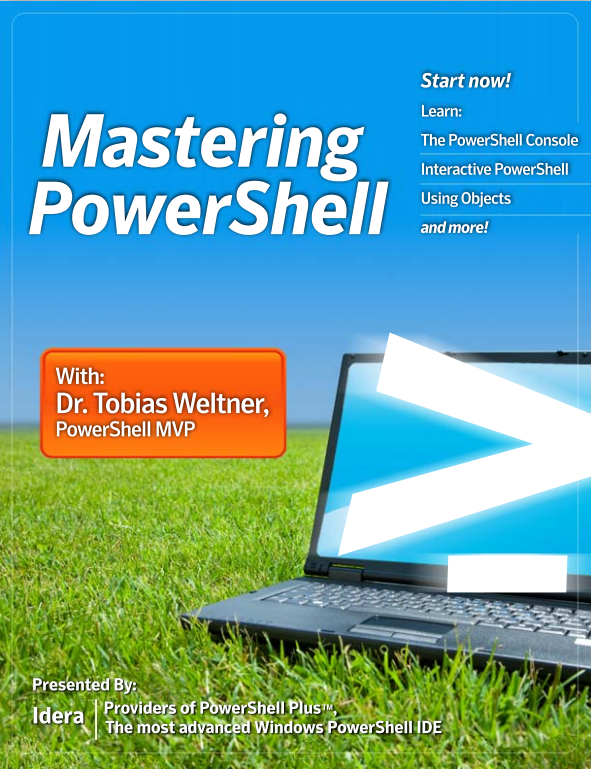 Mastering
PowerShell
Start now!
Learn:
The PowerShell Console
Interactive PowerShell
Using Objects
and more!
With:
Dr. Tobias Weltner,
PowerShell MVP
>_
Presented By:
Idera
Providers of PowerShell Plus™,
The most advanced Windows PowerShell IDE